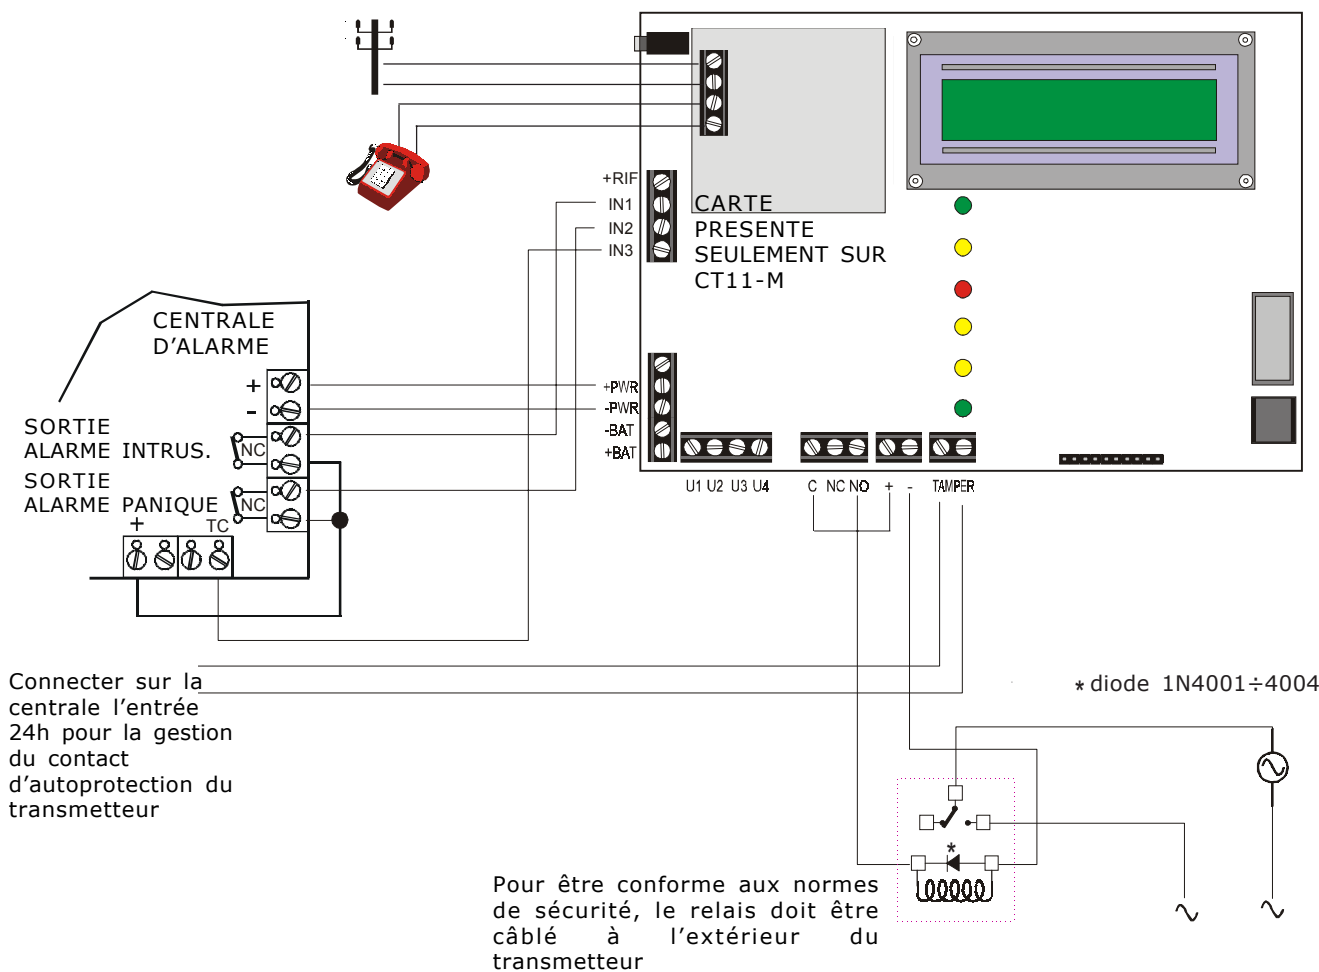 +RIF
IN1
IN2
IN3
CARTE
PRESENTE
SEULEMENT SUR
CT11-M
CENTRALE
D'ALARME
+
-
SORTIE
ALARME INTRUS.
NC
SORTIE
ALARME PANIQUE
NC
+
TC
+PWR
-PWR
-BAT
+BAT
U1 U2 U3 U4
C NC NO + - TAMPER
Connecter sur la
centrale l'entrée
24h pour la gestion
du contact
d'autoprotection du
transmetteur
* diode 1N4001÷4004
*
Pour être conforme aux normes
de sécurité, le relais doit être
câblé à l'extérieur du
transmetteur